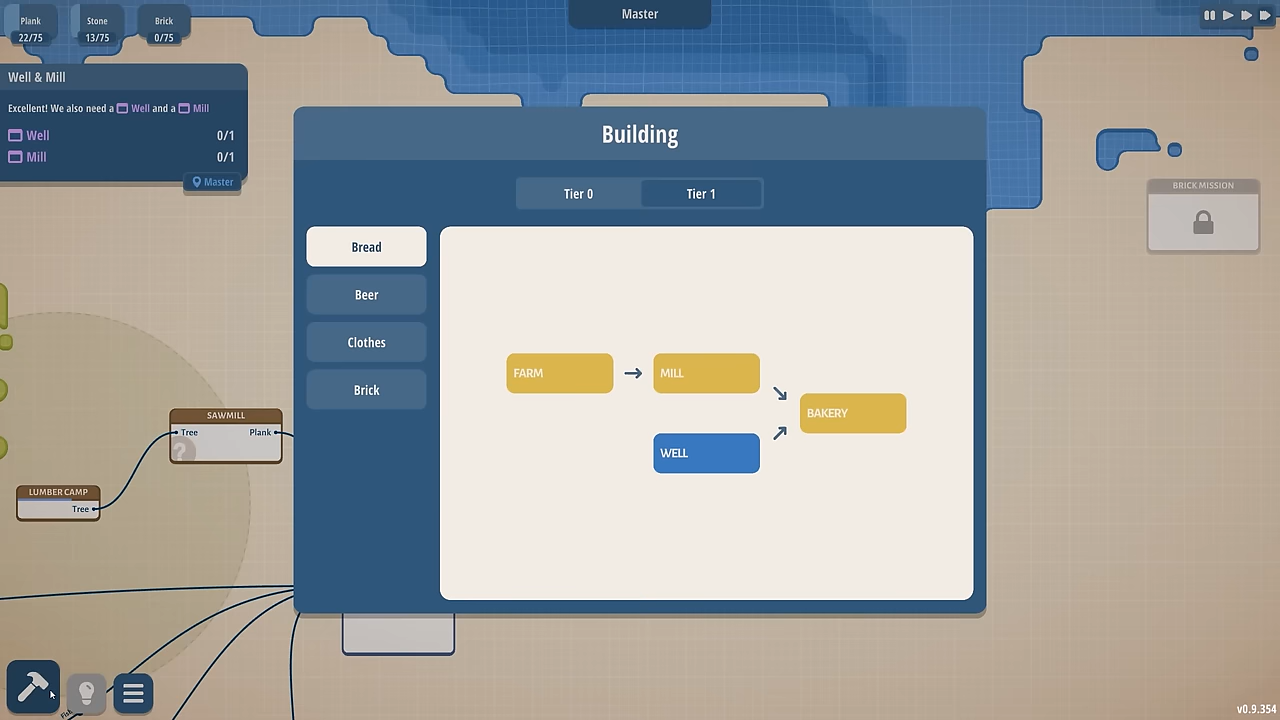 Plank
22/75
Stone
13/75
Brick
0/75
Master
Well & Mill
Excellent! We also need a Well and a Mill
Well 0/1
Mill 0/1
Master
Building
Tier 0
Tier 1
Bread
Beer
Clothes
Brick
FARM
MILL
WELL
BAKERY
BRICK MISSION
SAWMILL
Tree Plank
?
LUMBER CAMP
Tree
Fish
v0.9.354